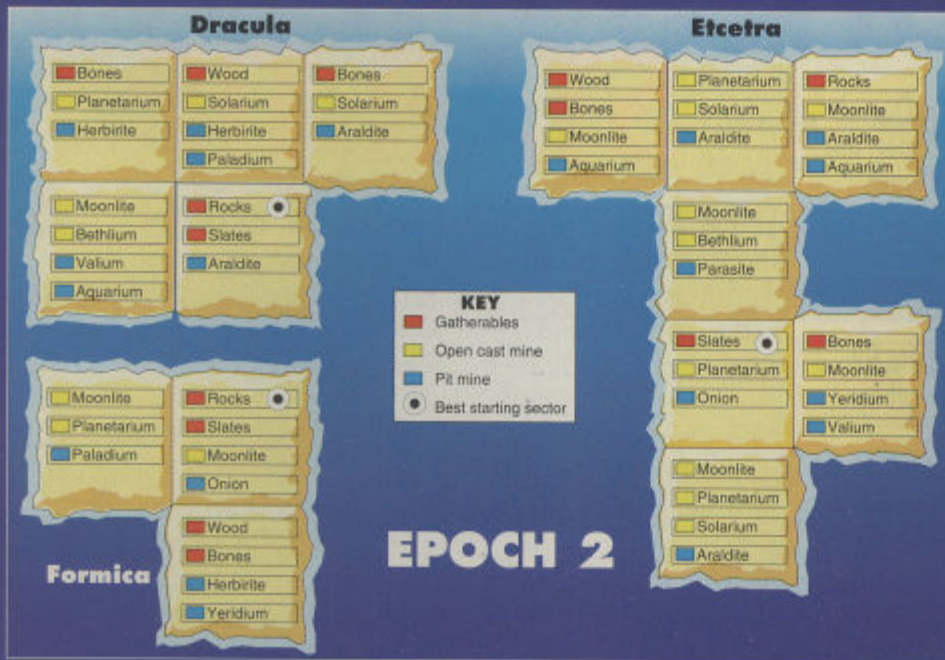 Dracula
Bones
Planetarium
Herbirite
Wood
Solarium
Herbirite
Paladium
Bones
Solarium
Araldite
Moonlite
Bethlium
Valium
Aquarium
Rocks
Slates
Araldite
Etcetra
Wood
Bones
Moonlite
Aquarium
Planetarium
Solarium
Araldite
Rocks
Moonlite
Araldite
Aquarium
Moonlite
Bethlium
Parasite
Slates
Planetarium
Onion
Bones
Moonlite
Yeridium
Valium
Moonlite
Planetarium
Solarium
Araldite
KEY
Gatherables
Open cast mine
Pit mine
Best starting sector
Moonlite
Planetarium
Paladium
Rocks
Slates
Moonlite
Onion
Wood
Bones
Herbirite
Yeridium
Formica
EPOCH 2